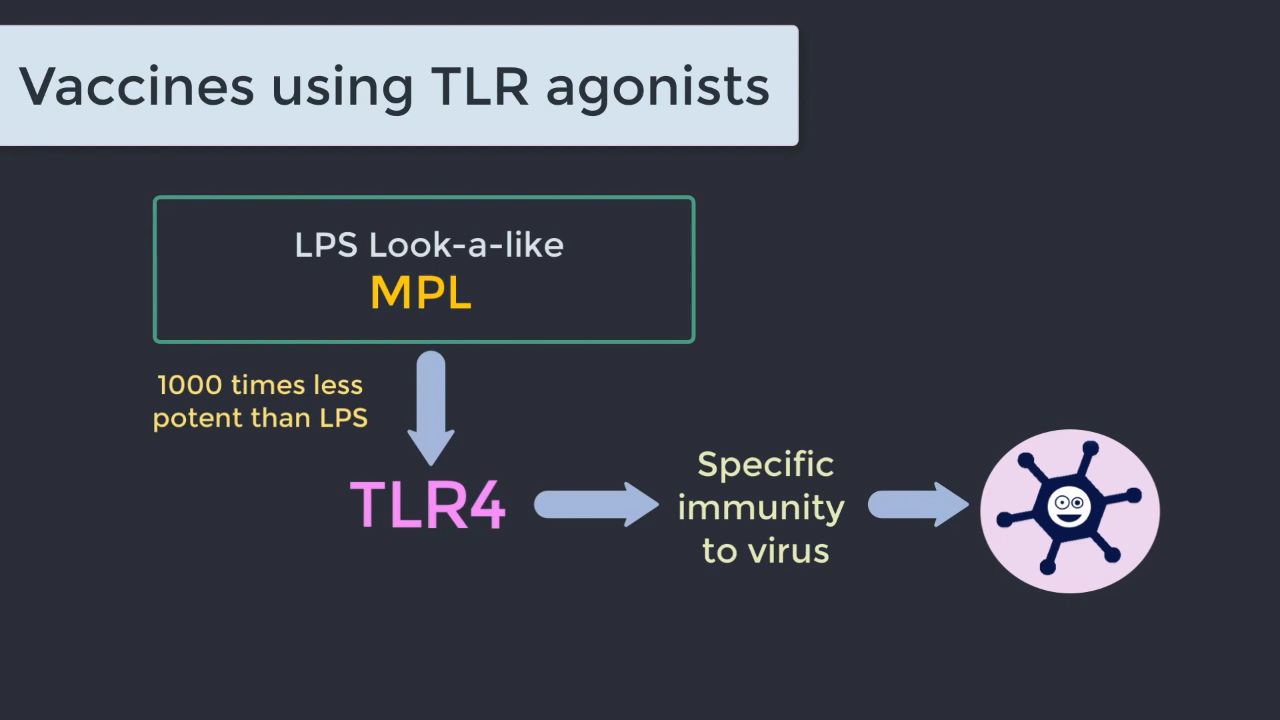 Vaccines using TLR agonists
LPS Look-a-like
MPL
1000 times less
potent than LPS
TLR4
Specific
immunity
to virus